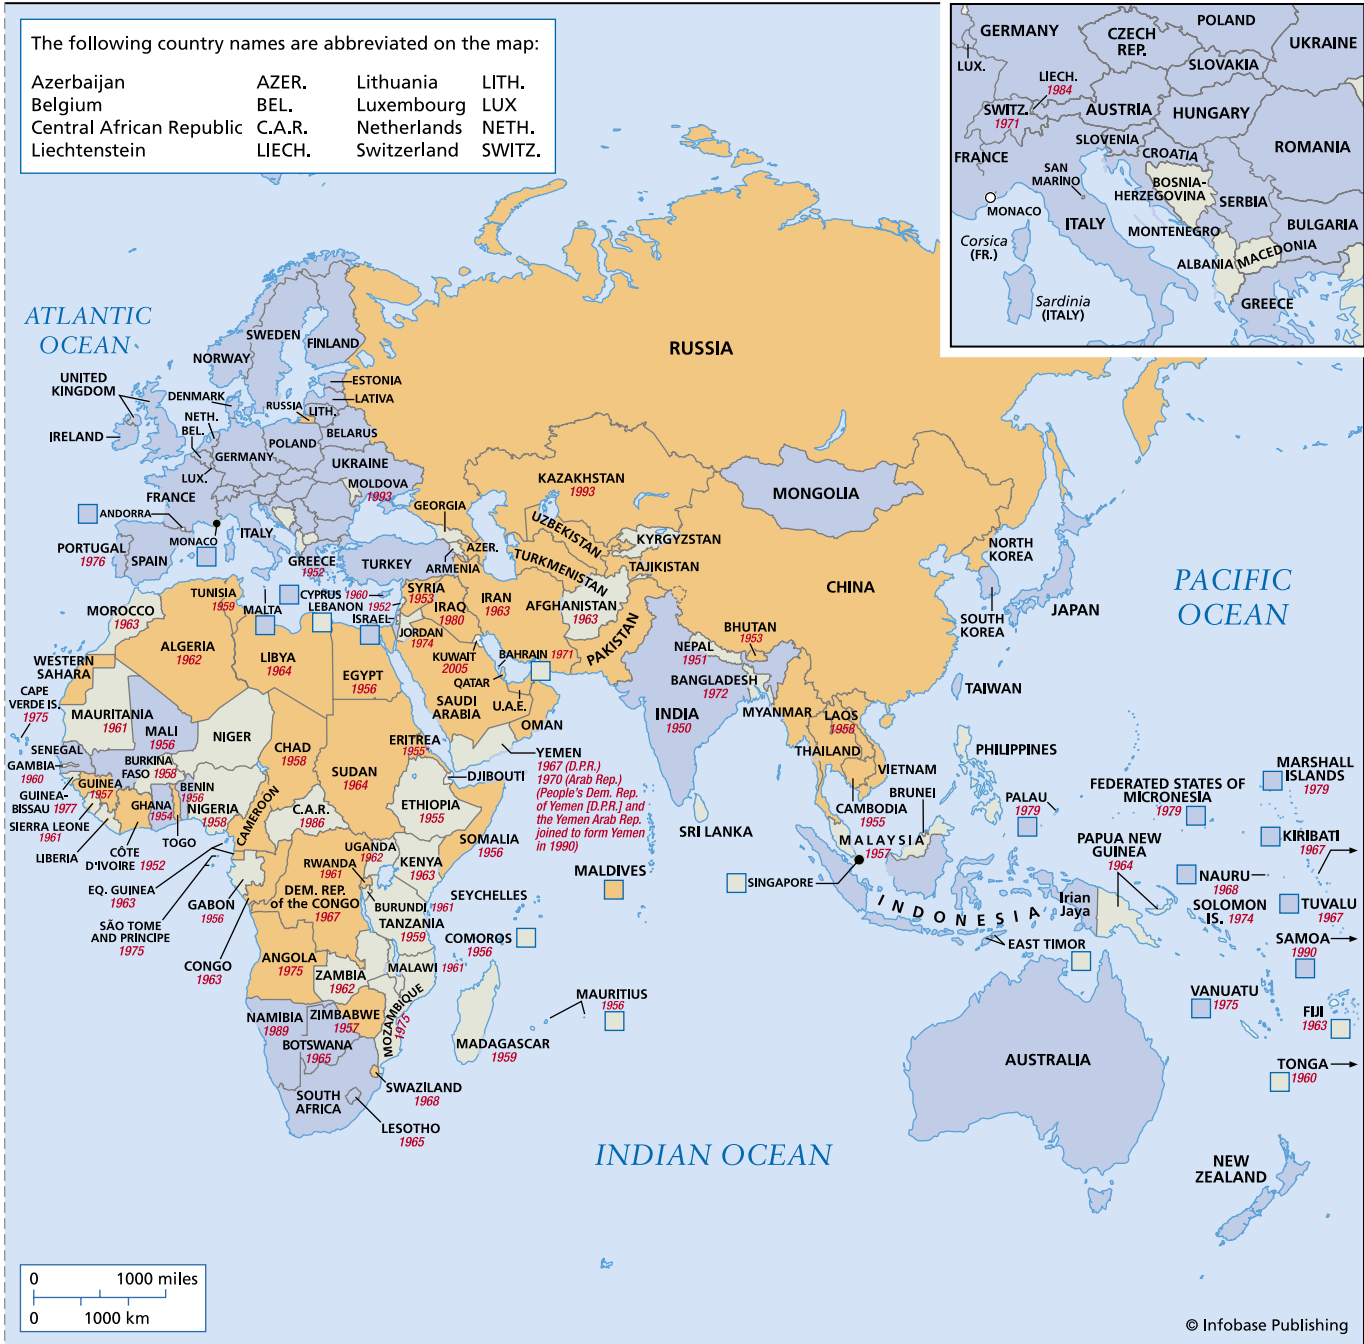 The following country names are abbreviated on the map:
Azerbaijan AZER. Lithuania LITH.
Belgium BEL. Luxembourg LUX
Central African Republic C.A.R. Netherlands NETH.
Liechtenstein LIECH. Switzerland SWITZ.
GERMANY
POLAND
CZECH
REP.
UKRAINE
LUX.
SLOVAKIA
LIECH.
1984
SWITZ.
1971
AUSTRIA
HUNGARY
SLOVENIA
CROATIA
ROMANIA
FRANCE
SAN
MARINO
BOSNIA-
HERZEGOVINA
SERBIA
MONACO
ITALY
MONTENEGRO
BULGARIA
Corsica
(FR.)
ALBANIA
MACEDONIA
Sardinia
(ITALY)
GREECE
ATLANTIC
OCEAN
SWEDEN
FINLAND
NORWAY
RUSSIA
UNITED
KINGDOM
ESTONIA
LATIVA
DENMARK
RUSSIA
LITH.
NETH.
BEL.
IRELAND
BELARUS
POLAND
GERMANY
UKRAINE
LUX.
MOLDOVA
1993
FRANCE
KAZAKHSTAN
1993
MONGOLIA
GEORGIA
ANDORRA
ITALY
MONACO
PORTUGAL
1976
SPAIN
GREECE
1952
TURKEY
ARMENIA
AZER.
UZBEKISTAN
KYRGYZSTAN
TURKMENISTAN
TAJIKISTAN
NORTH
KOREA
CHINA
PACIFIC
OCEAN
SOUTH
KOREA
JAPAN
TUNISIA
1959
MALTA
CYPRUS 1960
LEBANON 1952
ISRAEL
SYRIA
1953
IRAQ
1980
IRAN
1963
AFGHANISTAN
1963
MOROCCO
1963
JORDAN
1974
PAKISTAN
BHUTAN
1953
NEPAL
1951
ALGERIA
1962
LIBYA
1964
EGYPT
1956
KUWAIT
2005
BAHRAIN 1971
QATAR
BANGLADESH
1972
WESTERN
SAHARA
SAUDI
ARABIA
U.A.E.
OMAN
TAIWAN
CAPE
VERDE IS.
1975
MAURITANIA
1961
MALI
1956
NIGER
INDIA
1950
MYANMAR
LAOS
1958
THAILAND
VIETNAM
PHILIPPINES
SENEGAL
GAMBIA
1960
BURKINA
FASO 1958
CHAD
1958
SUDAN
1964
ERITREA
1955
YEMEN
1967 (D.P.R.)
1970 (Arab Rep.)
(People's Dem. Rep.
of Yemen [D.P.R.] and
the Yemen Arab Rep.
joined to form Yemen
in 1990)
DJIBOUTI
GUINEA-
BISSAU 1977
GUINEA
1957
BENIN
1956
GHANA
1954
NIGERIA
1958
CAMEROON
C.A.R.
1986
ETHIOPIA
1955
SIERRA LEONE
1961
LIBERIA
TOGO
CÔTE
D'IVOIRE 1952
SOMALIA
1956
SRI LANKA
CAMBODIA
1955
BRUNEI
MALAYSIA
1957
PALAU
1979
FEDERATED STATES OF
MICRONESIA
1979
MARSHALL
ISLANDS
1979
PAPUA NEW
GUINEA
1964
KIRIBATI
1967
UGANDA
1962
RWANDA
1961
KENYA
1963
MALDIVES
SINGAPORE
EQ. GUINEA
1963
DEM. REP.
of the CONGO
1967
SEYCHELLES
BURUNDI 1961
TANZANIA
1959
GABON
1956
INDONESIA
Irian
Jaya
NAURU
1968
SOLOMON
IS. 1974
TUVALU
1967
SÃO TOME
AND PRINCIPE
1975
COMOROS
1956
EAST TIMOR
SAMOA
1990
CONGO
1963
ANGOLA
1975
ZAMBIA
1962
MALAWI 1961
MAURITIUS
1956
VANUATU
1975
FIJI
1963
NAMIBIA
1989
ZIMBABWE
1957
MOZAMBIQUE
1975
BOTSWANA
1965
MADAGASCAR
1959
AUSTRALIA
TONGA
1960
SWAZILAND
1968
SOUTH
AFRICA
LESOTHO
1965
INDIAN OCEAN
NEW
ZEALAND
0 1000 miles
0 1000 km
© Infobase Publishing